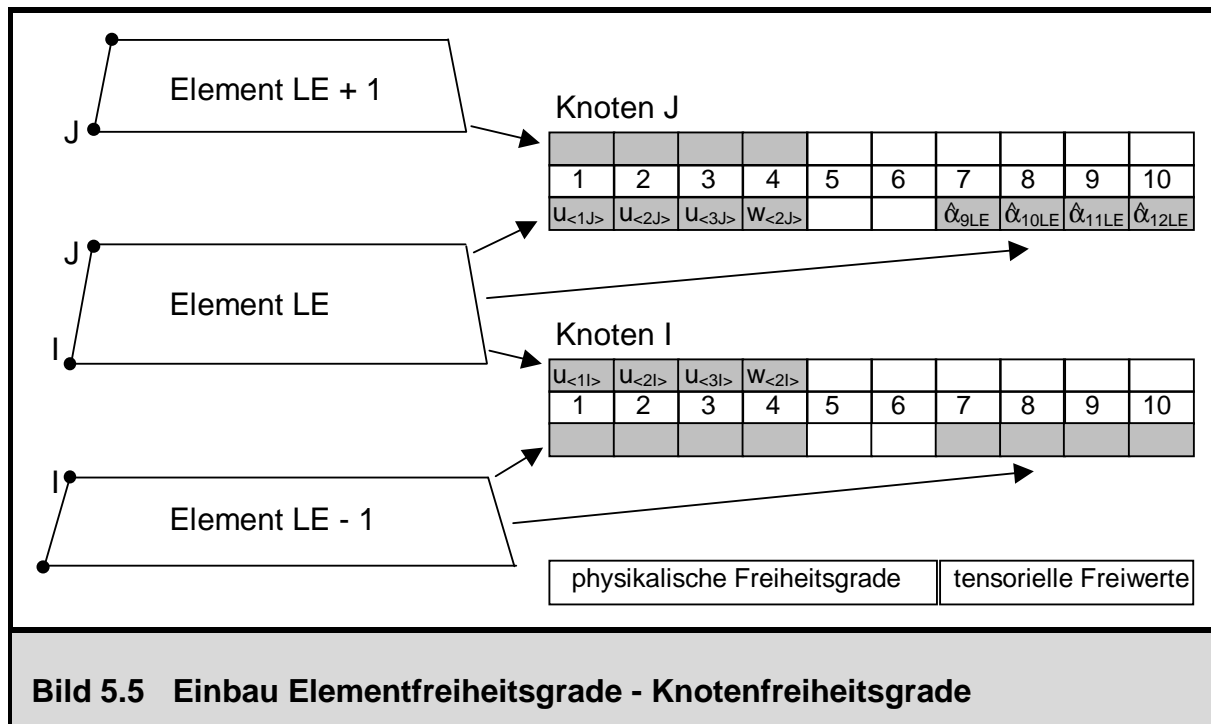 Element LE + 1
J
Knoten J
1 2 3 4 5 6 7 8 9 10
u<1J> u<2J> u<3J> w<2J> α̂9LE α̂10LE α̂11LE α̂12LE
J
Element LE
I
Knoten I
u<1I> u<2I> u<3I> w<2I>
1 2 3 4 5 6 7 8 9 10
I
Element LE - 1
physikalische Freiheitsgrade tensorielle Freiwerte
Bild 5.5 Einbau Elementfreiheitsgrade - Knotenfreiheitsgrade